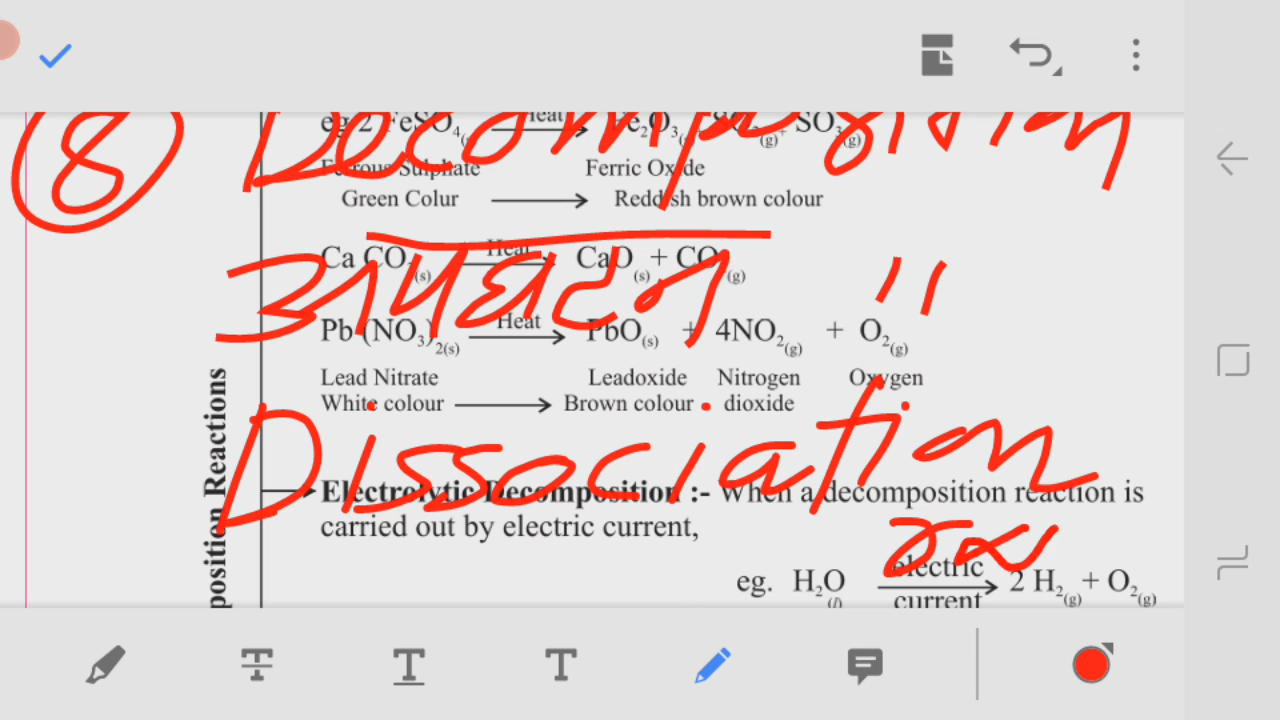 ⑧ Decomposition
eg 2 FeSO₄ Heat → Fe₂O₃ + SO₂(g) + SO₃(g)
Ferrous Sulphate Ferric Oxide
Green Colur → Reddish brown colour
Ca CO₃(s) Heat → CaO(s) + CO₂(g)
अपघटन "
Pb (NO₃)₂(s) Heat → PbO(s) + 4NO₂(g) + O₂(g)
Lead Nitrate Leadoxide Nitrogen Oxygen
White colour → Brown colour dioxide
Dissociation
position Reactions
Electrolytic Decomposition :- When a decomposition reaction is
carried out by electric current,
eg. H₂O(l) electric current → 2 H₂(g) + O₂(g)